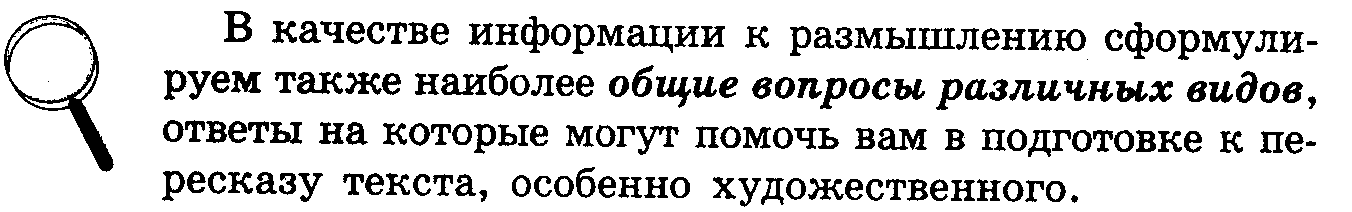 В качестве информации к размышлению сформули-
руем также наиболее общие вопросы различных видов,
ответы на которые могут помочь вам в подготовке к пе-
ресказу текста, особенно художественного.